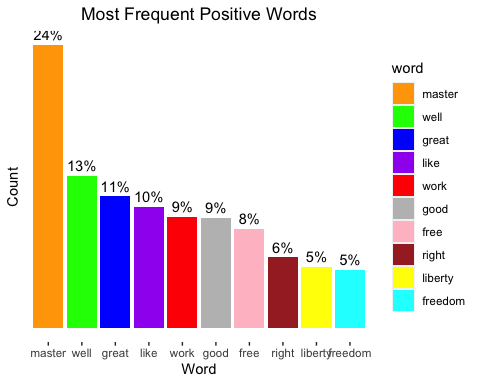 Most Frequent Positive Words
24%
13%
11%
10%
9%
9%
8%
6%
5%
5%
Count
master well great like work good free right liberty freedom
Word
word
master
well
great
like
work
good
free
right
liberty
freedom